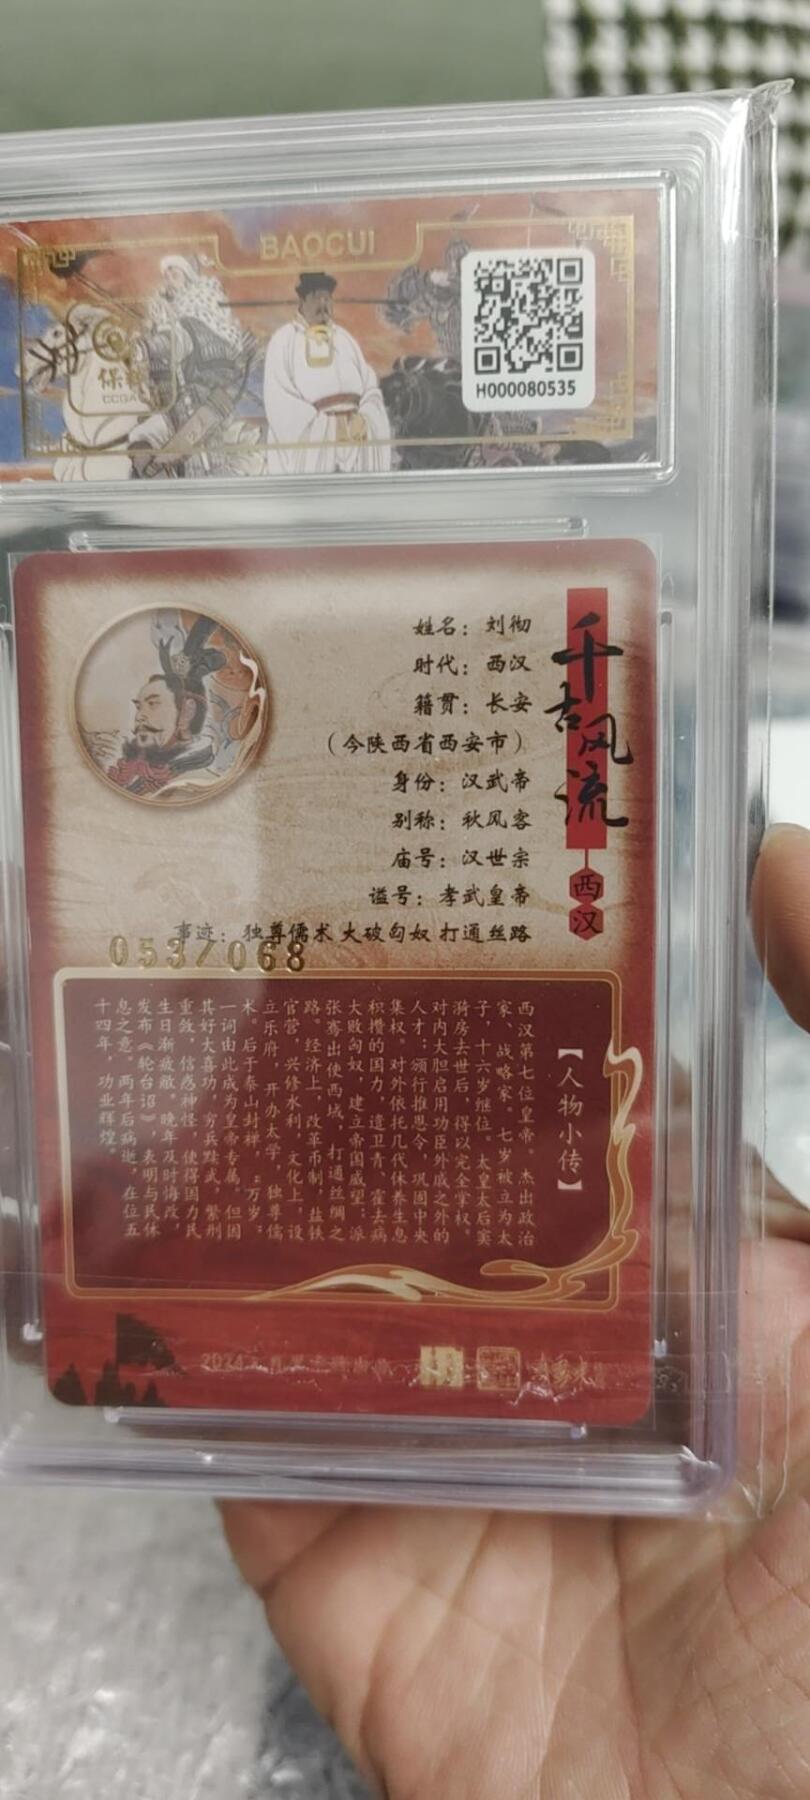 BAOCUI
保粹
CCGA
H000080535
千古风流
西汉
姓名：刘彻
时代：西汉
籍贯：长安
（今陕西省西安市）
身份：汉武帝
别称：秋风客
庙号：汉世宗
谥号：孝武皇帝
事迹：独尊儒术 大破匈奴 打通丝路
053/068
【人物小传】
西汉第七位皇帝。杰出政治
家、战略家。七岁被立为太
子，十六岁继位。太皇太后窦
漪房去世后，得以完全掌权。
对内大胆启用功臣外戚之外的
人才；颁行推恩令，巩固中央
集权。对外依托几代休养生息
积攒的国力，遣卫青、霍去病
大败匈奴，建立帝国威望；派
张骞出使西域，打通丝绸之
路。经济上，改革币制，盐铁
官营，兴修水利，文化上，设
立乐府，开办太学，独尊儒
术。后于泰山封禅，“万岁”
一词由此成为皇帝专属。但因
其好大喜功，穷兵黩武，繁刑
重敛，信惑神怪，使得国力民
生日渐疲敝。晚年及时悔改，
发布《轮台诏》，表明与民休
息之意。两年后病逝，在位五
十四年，功业辉煌。
2024